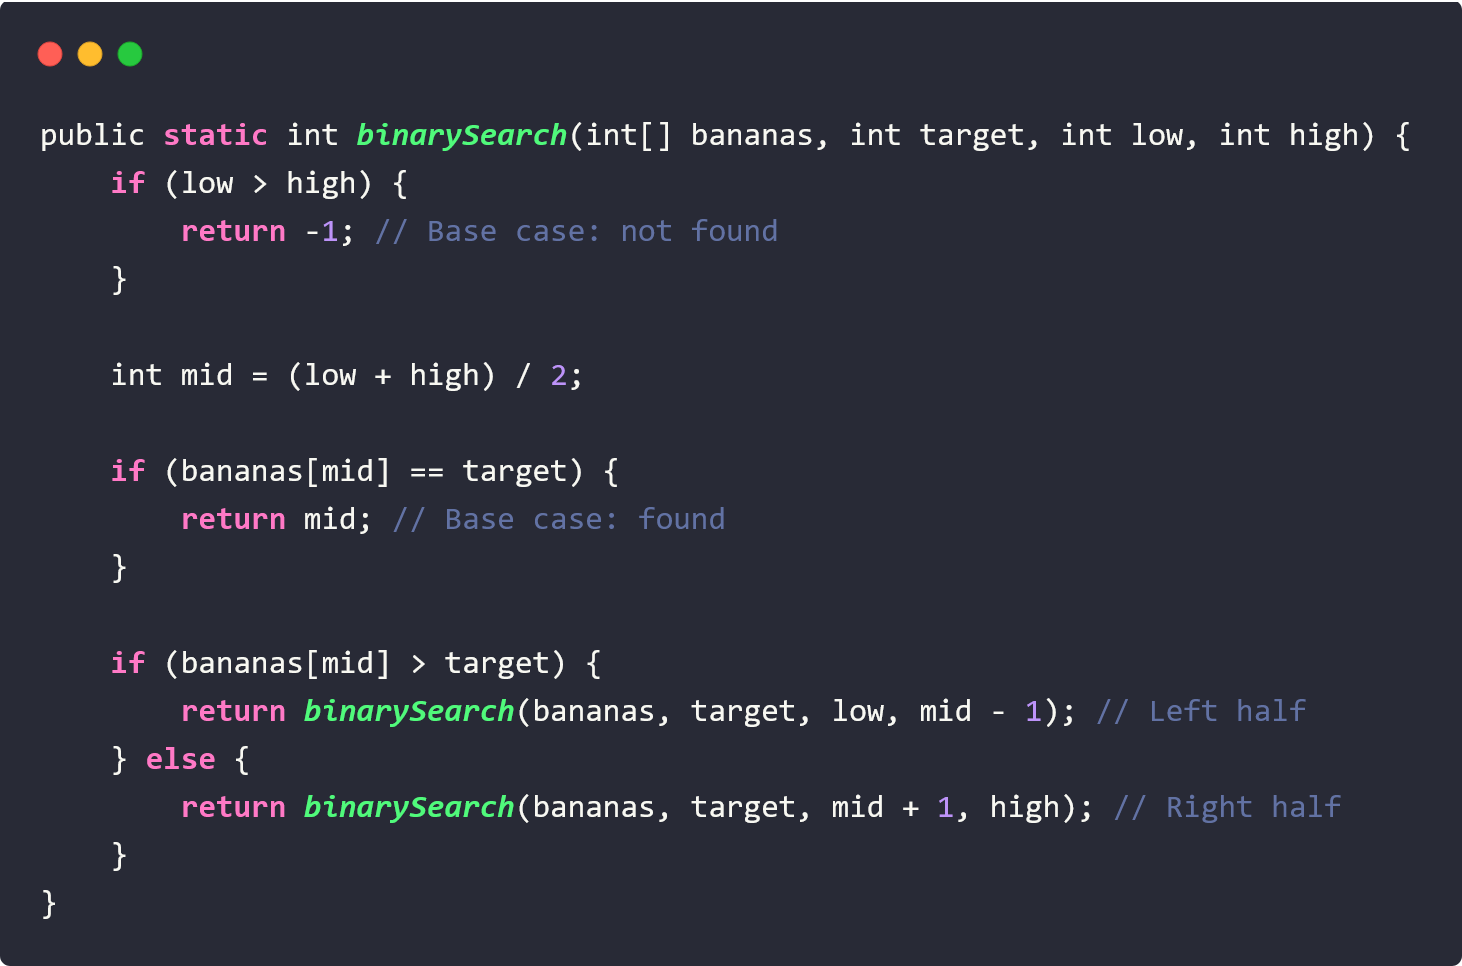 public static int binarySearch(int[] bananas, int target, int low, int high) {
    if (low > high) {
        return -1; // Base case: not found
    }

    int mid = (low + high) / 2;

    if (bananas[mid] == target) {
        return mid; // Base case: found
    }

    if (bananas[mid] > target) {
        return binarySearch(bananas, target, low, mid - 1); // Left half
    } else {
        return binarySearch(bananas, target, mid + 1, high); // Right half
    }
}